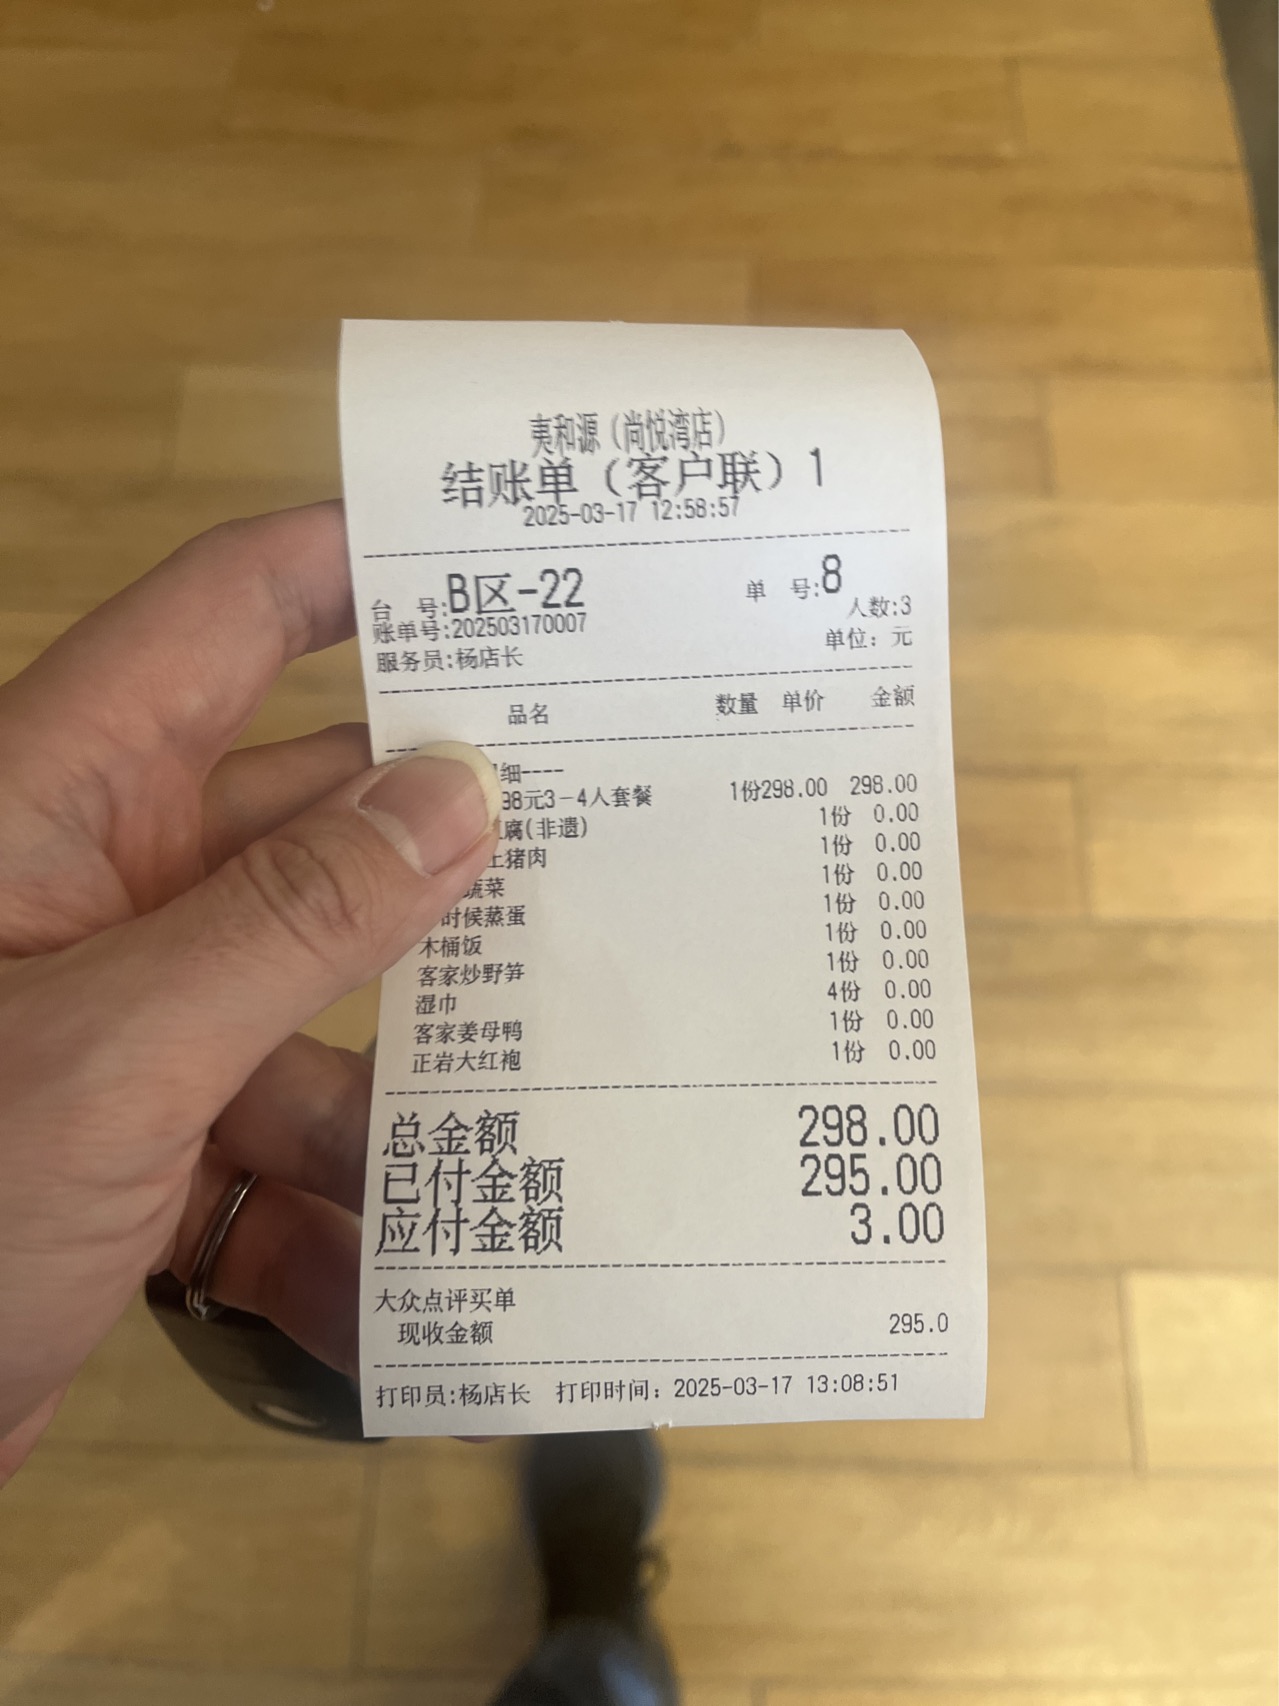 夷和源（尚悦湾店）
结账单（客户联）1
2025-03-17 12:58:57
台 号:B区-22 单 号:8
人数:3
账单号:202503170007
单位：元
服务员:杨店长
品名 数量 单价 金额
细----
98元3-4人套餐 1份298.00 298.00
腐(非遗) 1份 0.00
土猪肉 1份 0.00
蔬菜 1份 0.00
时候蒸蛋 1份 0.00
木桶饭 1份 0.00
客家炒野笋 1份 0.00
湿巾 4份 0.00
客家姜母鸭 1份 0.00
正岩大红袍 1份 0.00
总金额 298.00
已付金额 295.00
应付金额 3.00
大众点评买单
现收金额 295.0
打印员:杨店长 打印时间：2025-03-17 13:08:51